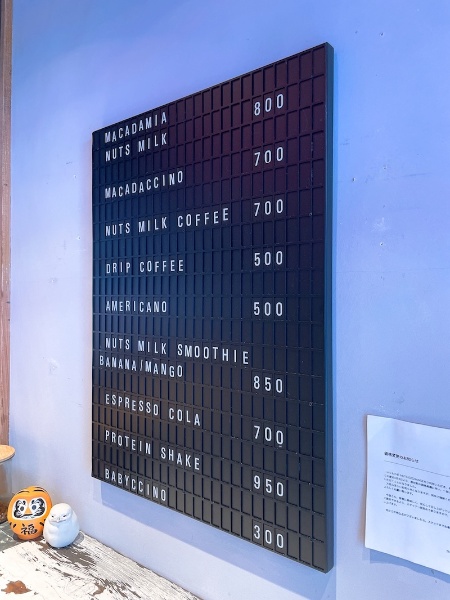 MACADAMIA
NUTS MILK 800
MACADACCINO 700
NUTS MILK COFFEE 700
DRIP COFFEE 500
AMERICANO 500
NUTS MILK SMOOTHIE
BANANA/MANGO 850
ESPRESSO COLA 700
PROTEIN SHAKE 950
BABYCCINO 300
福